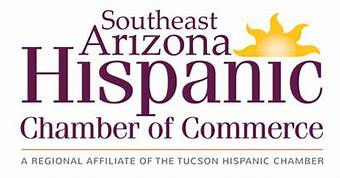 Southeast
Arizona
Hispanic
Chamber of Commerce
A REGIONAL AFFILIATE OF THE TUCSON HISPANIC CHAMBER